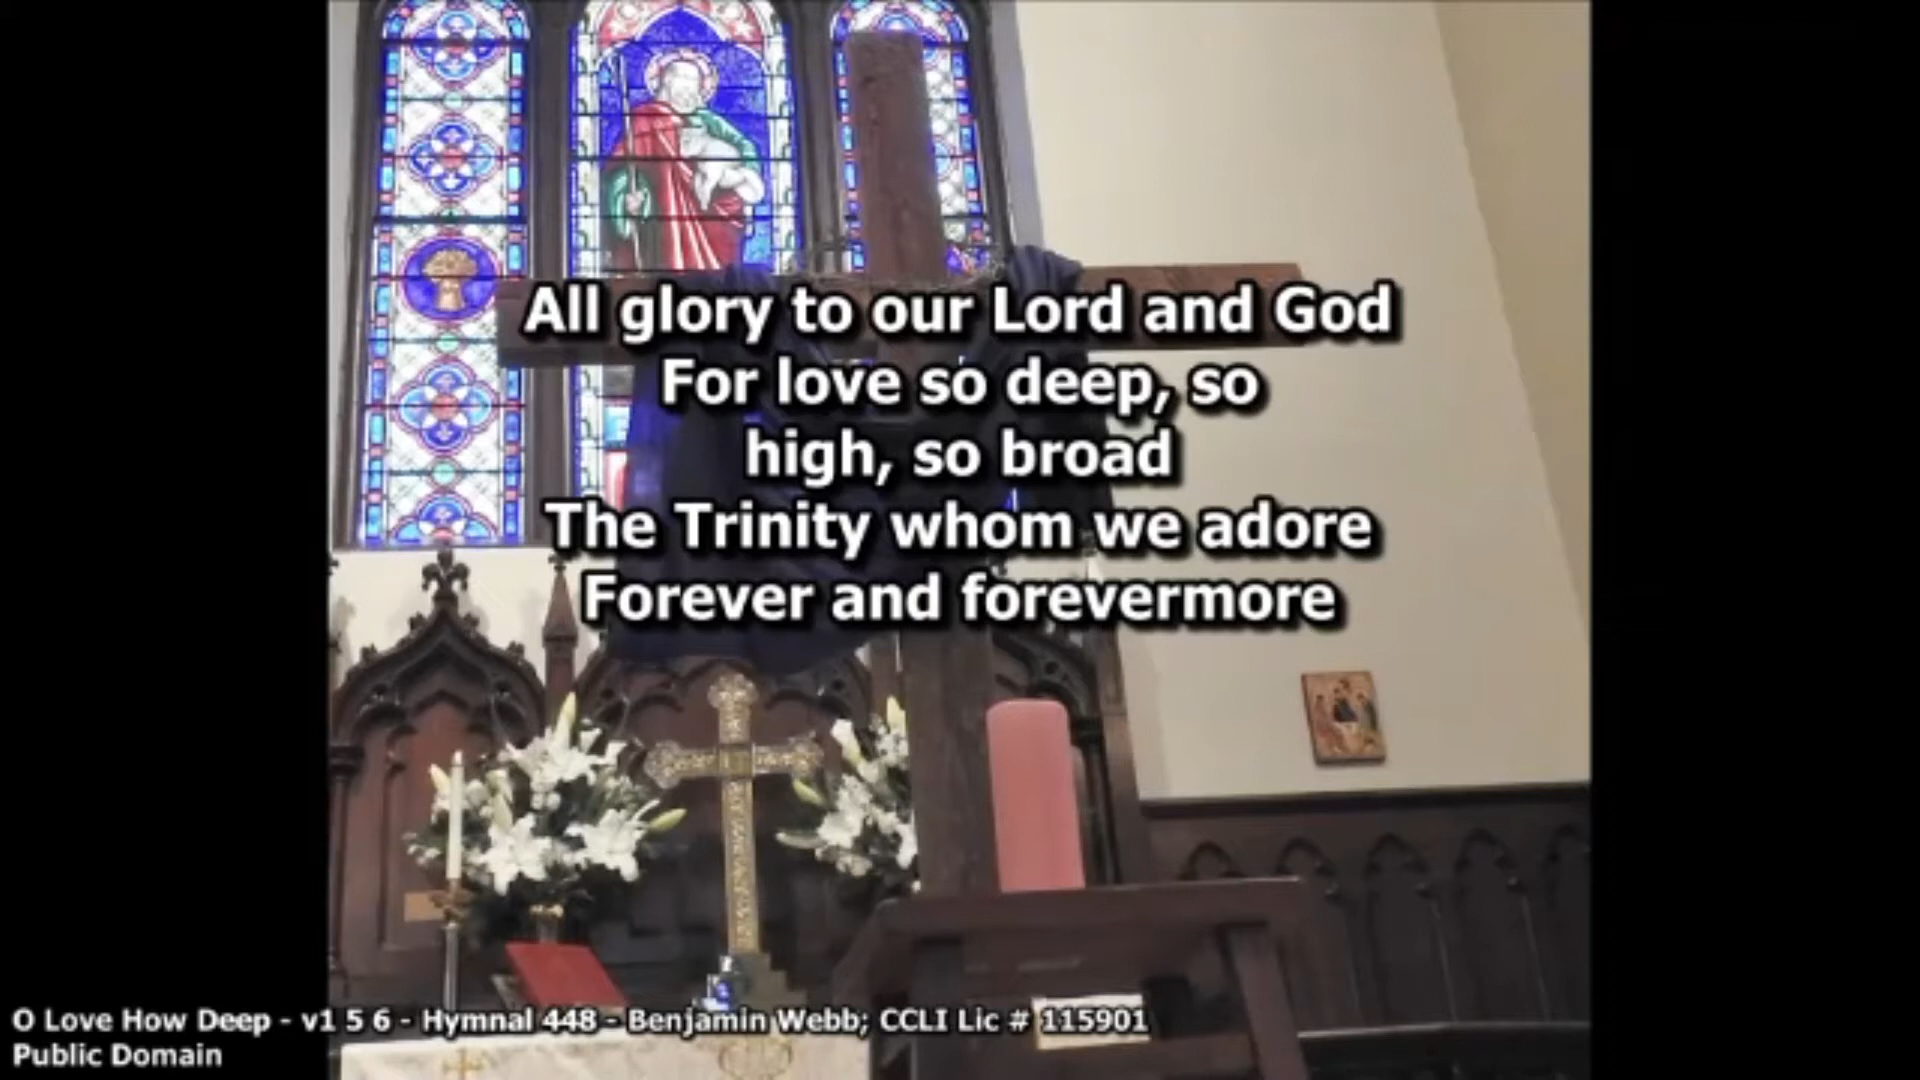 All glory to our Lord and God
For love so deep, so
high, so broad
The Trinity whom we adore
Forever and forevermore
O Love How Deep - v1 5 6 - Hymnal 448 - Benjamin Webb; CCLI Lic # 115901
Public Domain